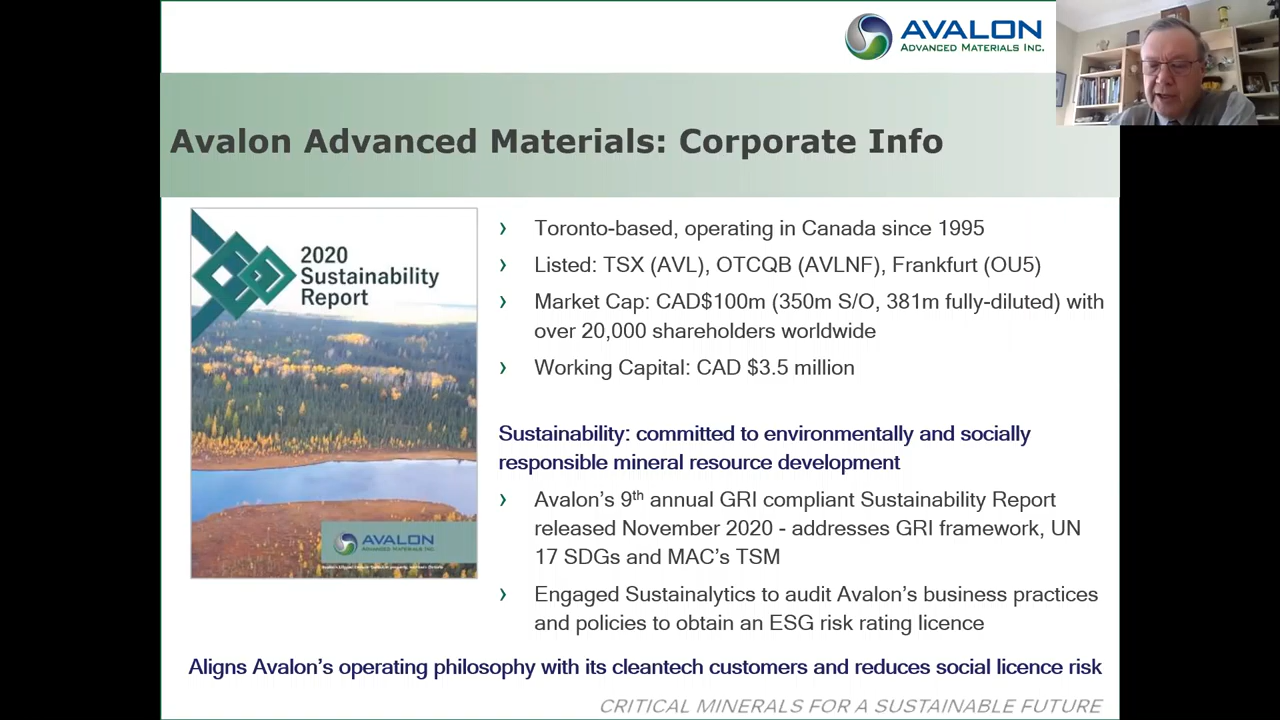 AVALON
ADVANCED MATERIALS INC.
Avalon Advanced Materials: Corporate Info
2020
Sustainability
Report
AVALON
ADVANCED MATERIALS INC.
› Toronto-based, operating in Canada since 1995
› Listed: TSX (AVL), OTCQB (AVLNF), Frankfurt (OU5)
› Market Cap: CAD$100m (350m S/O, 381m fully-diluted) with
over 20,000 shareholders worldwide
› Working Capital: CAD $3.5 million
Sustainability: committed to environmentally and socially
responsible mineral resource development
› Avalon’s 9th annual GRI compliant Sustainability Report
released November 2020 - addresses GRI framework, UN
17 SDGs and MAC’s TSM
› Engaged Sustainalytics to audit Avalon’s business practices
and policies to obtain an ESG risk rating licence
Aligns Avalon’s operating philosophy with its cleantech customers and reduces social licence risk
CRITICAL MINERALS FOR A SUSTAINABLE FUTURE